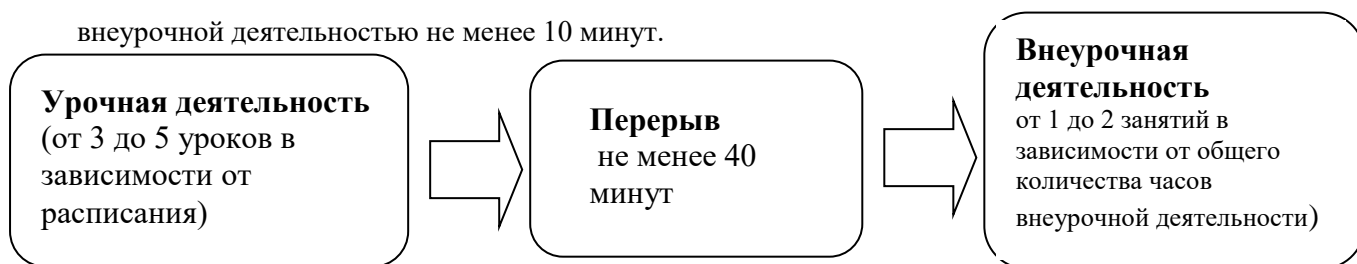 внеурочной деятельностью не менее 10 минут.
Урочная деятельность
(от 3 до 5 уроков в
зависимости от
расписания)
Перерыв
не менее 40
минут
Внеурочная
деятельность
от 1 до 2 занятий в
зависимости от общего
количества часов
внеурочной деятельности)